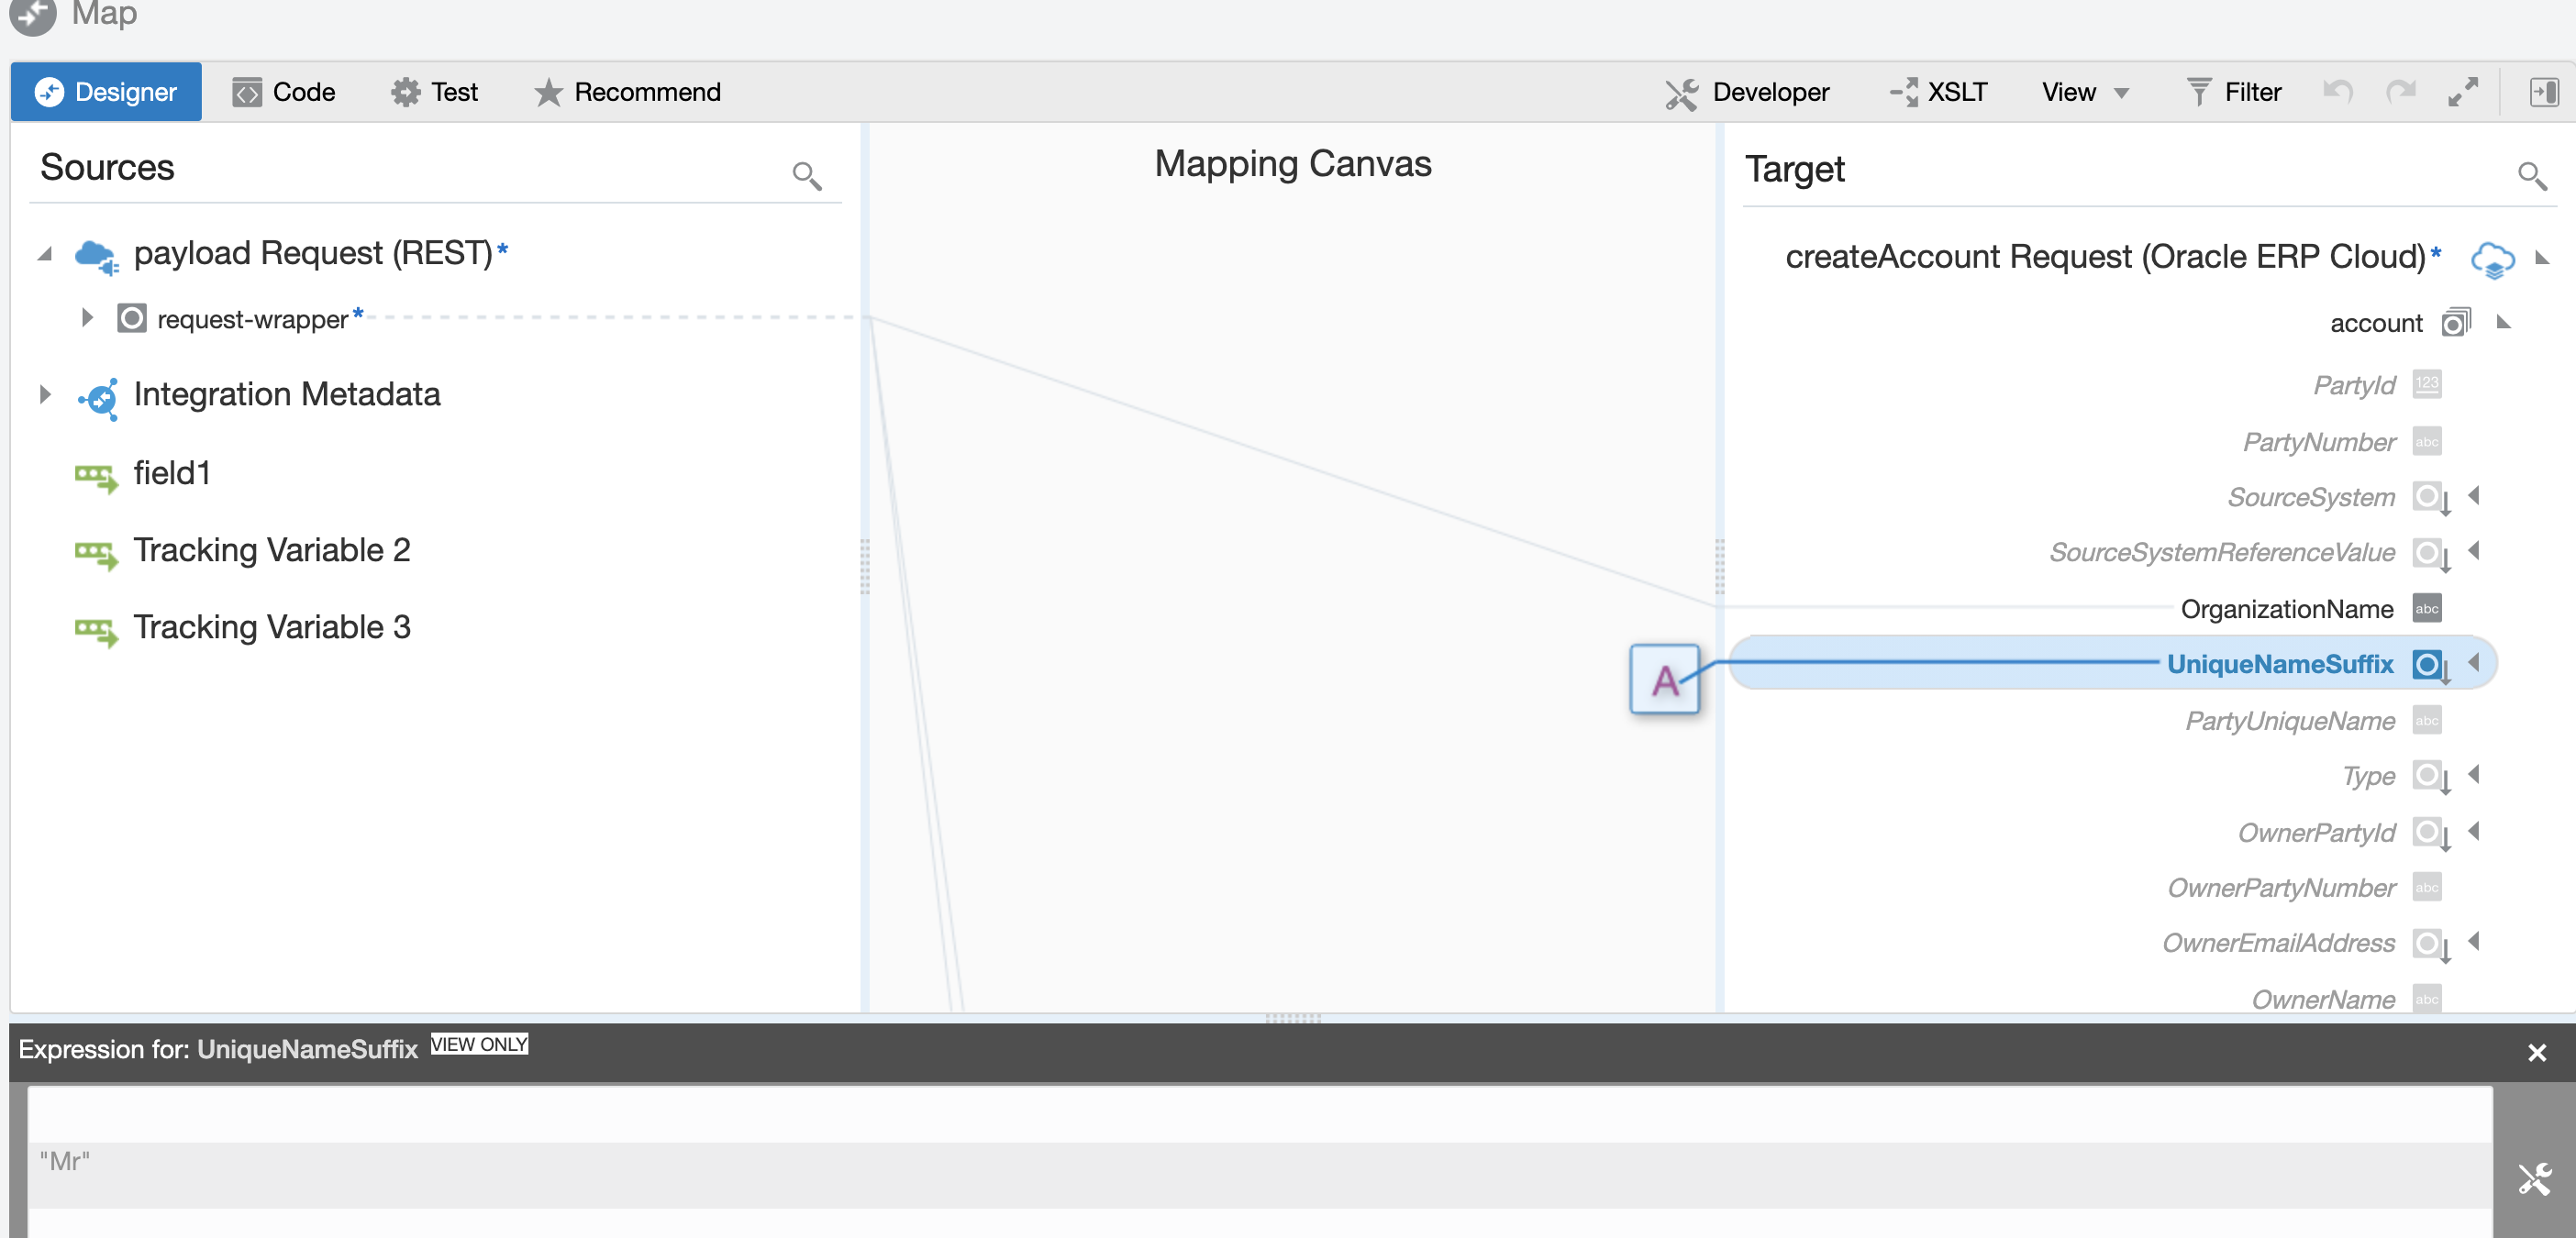 Map
Designer
Code
Test
Recommend
Developer
XSLT
View
Filter
Sources
Mapping Canvas
Target
payload Request (REST)*
createAccount Request (Oracle ERP Cloud)*
request-wrapper*
account
PartyId 123
Integration Metadata
PartyNumber abc
field1
SourceSystem
Tracking Variable 2
SourceSystemReferenceValue
OrganizationName abc
Tracking Variable 3
A
UniqueNameSuffix
PartyUniqueName abc
Type
OwnerPartyId
OwnerPartyNumber abc
OwnerEmailAddress
OwnerName abc
Expression for: UniqueNameSuffix VIEW ONLY
"Mr"